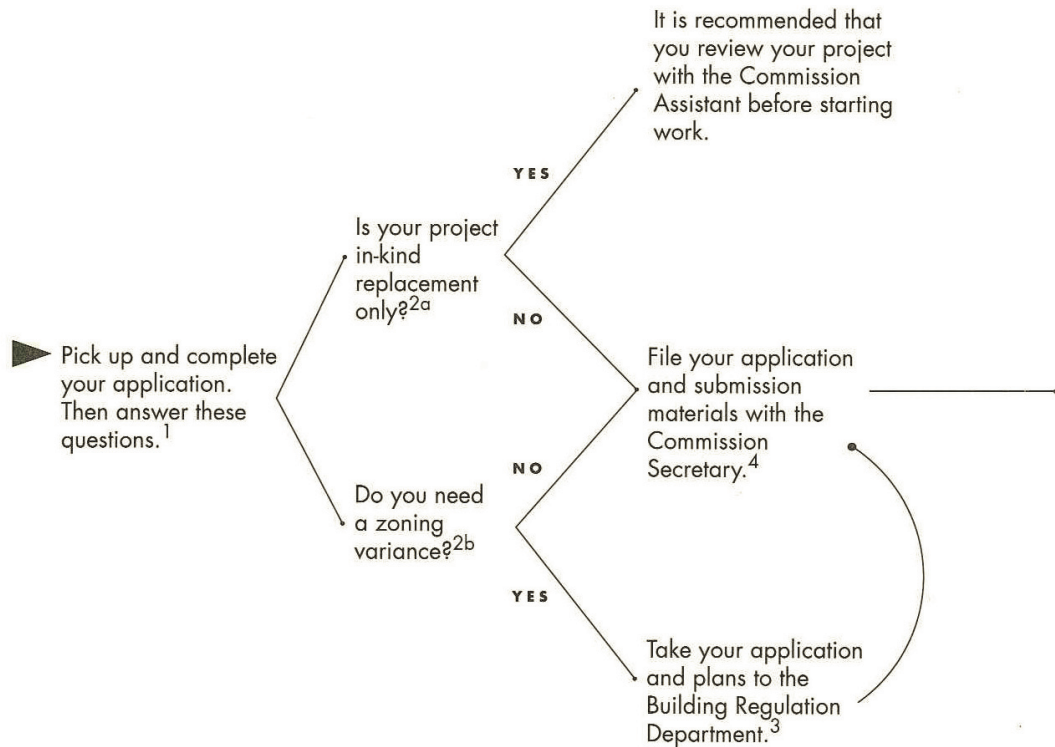 It is recommended that
you review your project
with the Commission
Assistant before starting
work.
YES
Is your project
in-kind
replacement
only?2a
NO
Pick up and complete
your application.
Then answer these
questions.1
File your application
and submission
materials with the
Commission
Secretary.4
NO
Do you need
a zoning
variance?2b
YES
Take your application
and plans to the
Building Regulation
Department.3